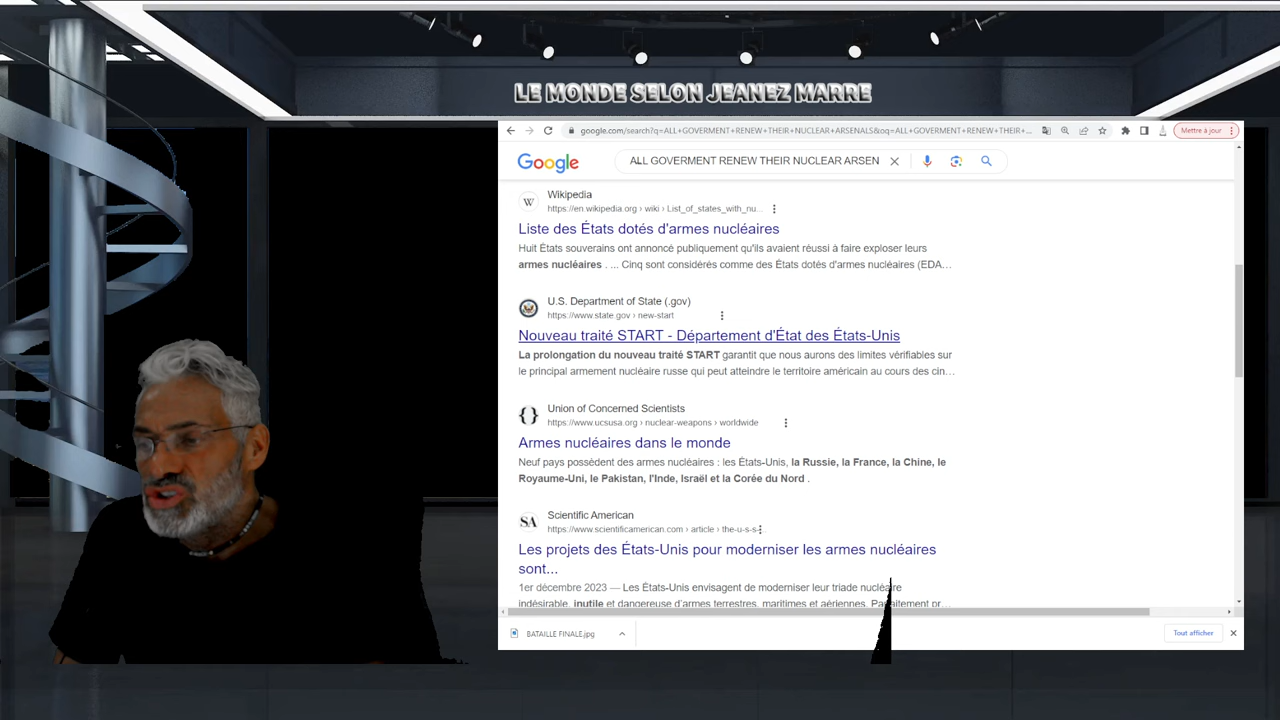 LE MONDE SELON JEANEZ MARRE
google.com/search?q=ALL+GOVERMENT+RENEW+THEIR+NUCLEAR+ARSENALS&oq=ALL+GOVERMENT+RENEW+THEIR+...
Mettre à jour
Google
ALL GOVERMENT RENEW THEIR NUCLEAR ARSEN
Wikipedia
https://en.wikipedia.org › wiki › List_of_states_with_nu...
Liste des États dotés d'armes nucléaires
Huit États souverains ont annoncé publiquement qu'ils avaient réussi à faire exploser leurs
armes nucléaires . ... Cinq sont considérés comme des États dotés d'armes nucléaires (EDA...
U.S. Department of State (.gov)
https://www.state.gov › new-start
Nouveau traité START - Département d'État des États-Unis
La prolongation du nouveau traité START garantit que nous aurons des limites vérifiables sur
le principal armement nucléaire russe qui peut atteindre le territoire américain au cours des cin...
Union of Concerned Scientists
https://www.ucsusa.org › nuclear-weapons › worldwide
Armes nucléaires dans le monde
Neuf pays possèdent des armes nucléaires : les États-Unis, la Russie, la France, la Chine, le
Royaume-Uni, le Pakistan, l'Inde, Israël et la Corée du Nord .
SA
Scientific American
https://www.scientificamerican.com › article › the-u-s-s
Les projets des États-Unis pour moderniser les armes nucléaires
sont...
1er décembre 2023 — Les États-Unis envisagent de moderniser leur triade nucléaire
indésirable, inutile et dangereuse d'armes terrestres, maritimes et aériennes. Parfaitement pr...
BATAILLE FINALE.jpg
Tout afficher